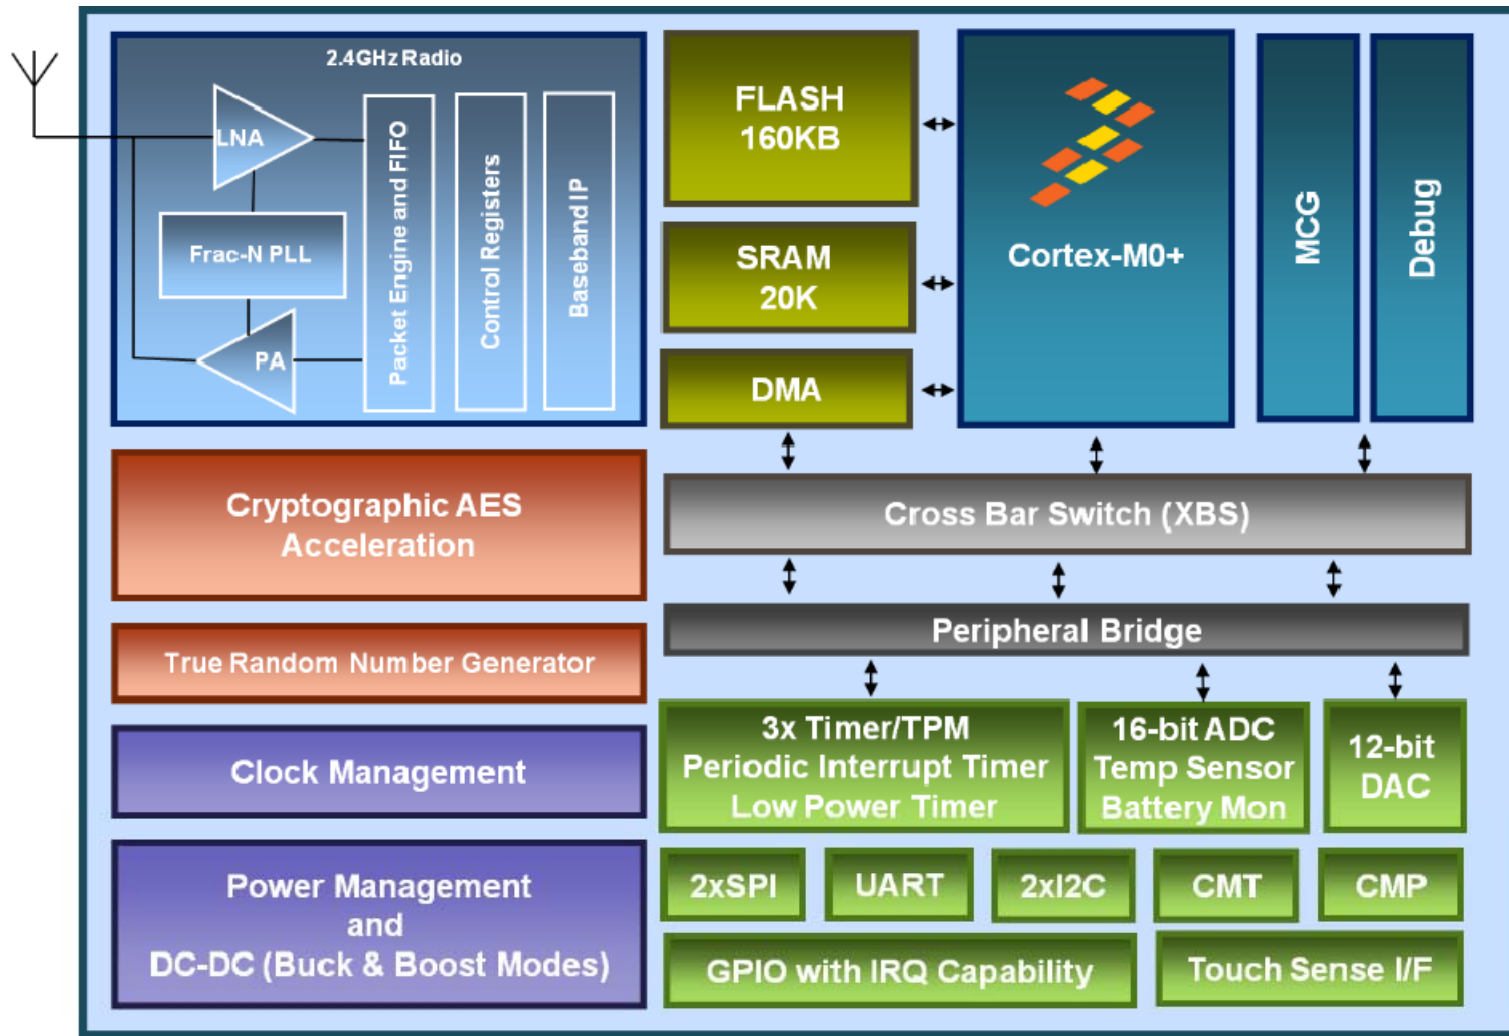 2.4GHz Radio
LNA
Frac-N PLL
PA
Packet Engine and FIFO
Control Registers
Baseband IP
FLASH
160KB
SRAM
20K
DMA
Cortex-M0+
MCG
Debug
Cryptographic AES
Acceleration
True Random Number Generator
Clock Management
Power Management
and
DC-DC (Buck & Boost Modes)
Cross Bar Switch (XBS)
Peripheral Bridge
3x Timer/TPM
Periodic Interrupt Timer
Low Power Timer
16-bit ADC
Temp Sensor
Battery Mon
12-bit
DAC
2xSPI
UART
2xI2C
CMT
CMP
GPIO with IRQ Capability
Touch Sense I/F